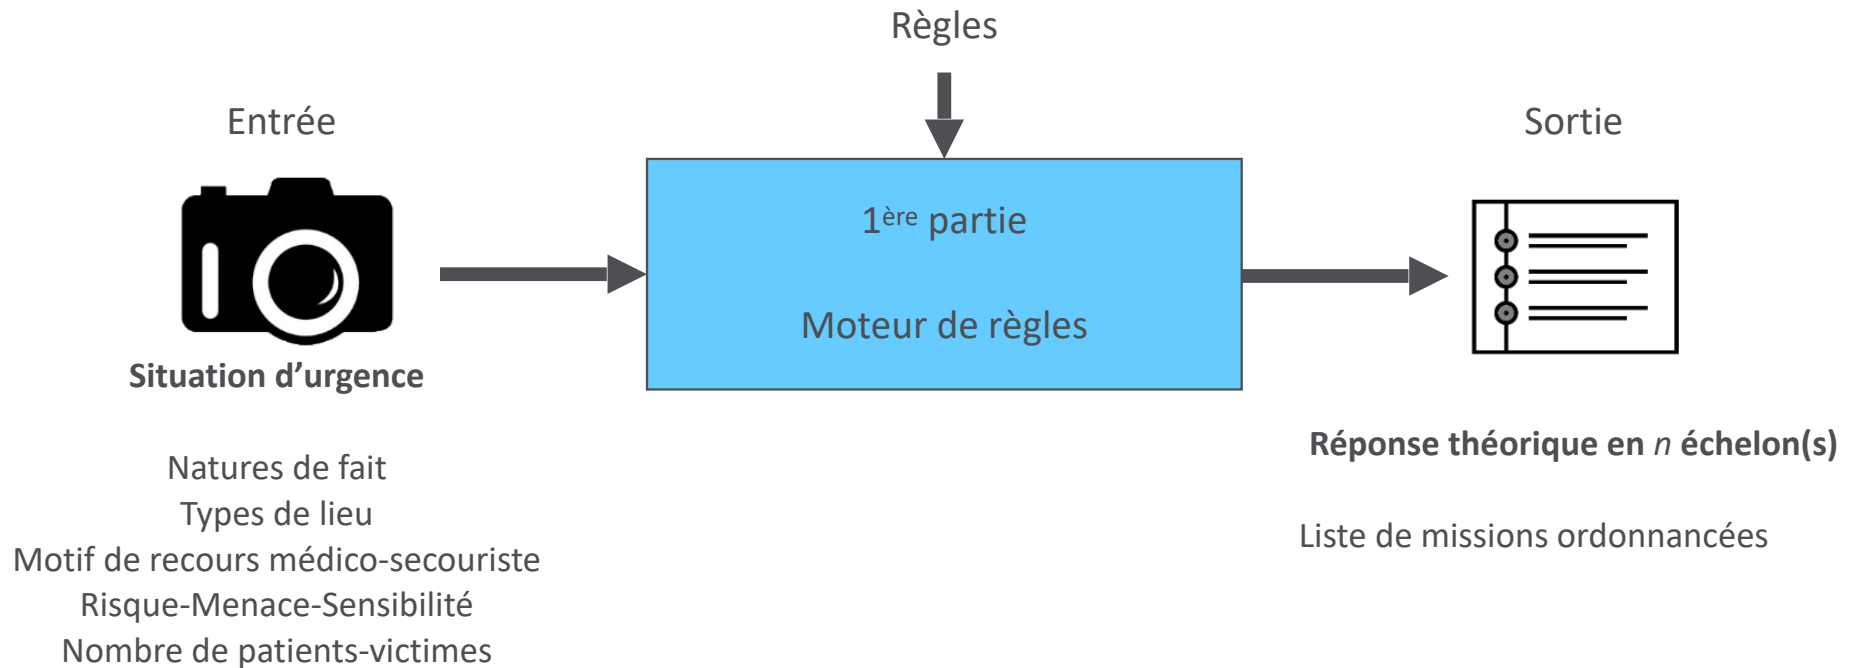 Règles
Entrée
Sortie
1ère partie
Moteur de règles
Situation d’urgence
Natures de fait
Types de lieu
Motif de recours médico-secouriste
Risque-Menace-Sensibilité
Nombre de patients-victimes
Réponse théorique en n échelon(s)
Liste de missions ordonnancées